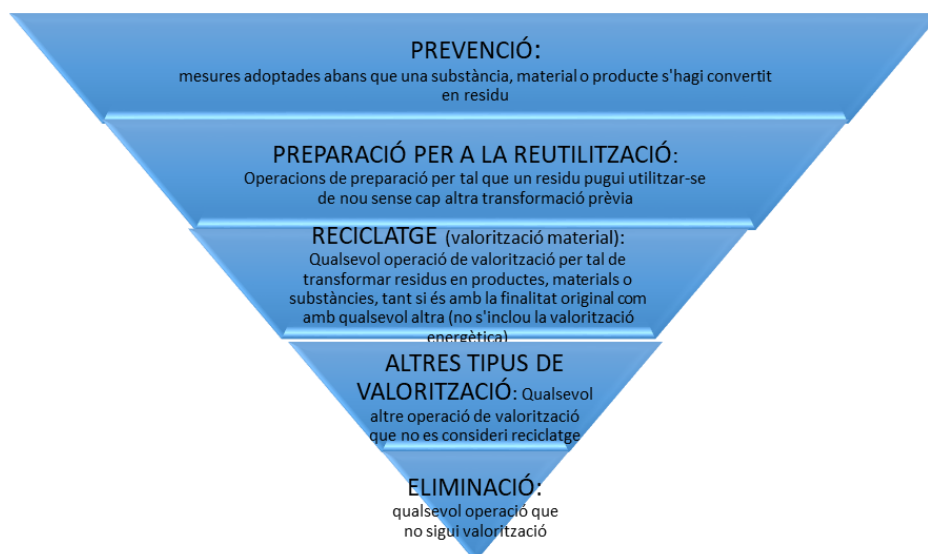 PREVENCIÓ:
mesures adoptades abans que una substància, material o producte s'hagi convertit
en residu
PREPARACIÓ PER A LA REUTILITZACIÓ:
Operacions de preparació per tal que un residu pugui utilitzar-se
de nou sense cap altra transformació prèvia
RECICLATGE (valorització material):
Qualsevol operació de valorització per tal de
transformar residus en productes, materials o
substàncies, tant si és amb la finalitat original com
amb qualsevol altra (no s'inclou la valorització
energètica)
ALTRES TIPUS DE
VALORITZACIÓ: Qualsevol
altre operació de valorització
que no es consideri reciclatge
ELIMINACIÓ:
qualsevol operació que
no sigui valorització